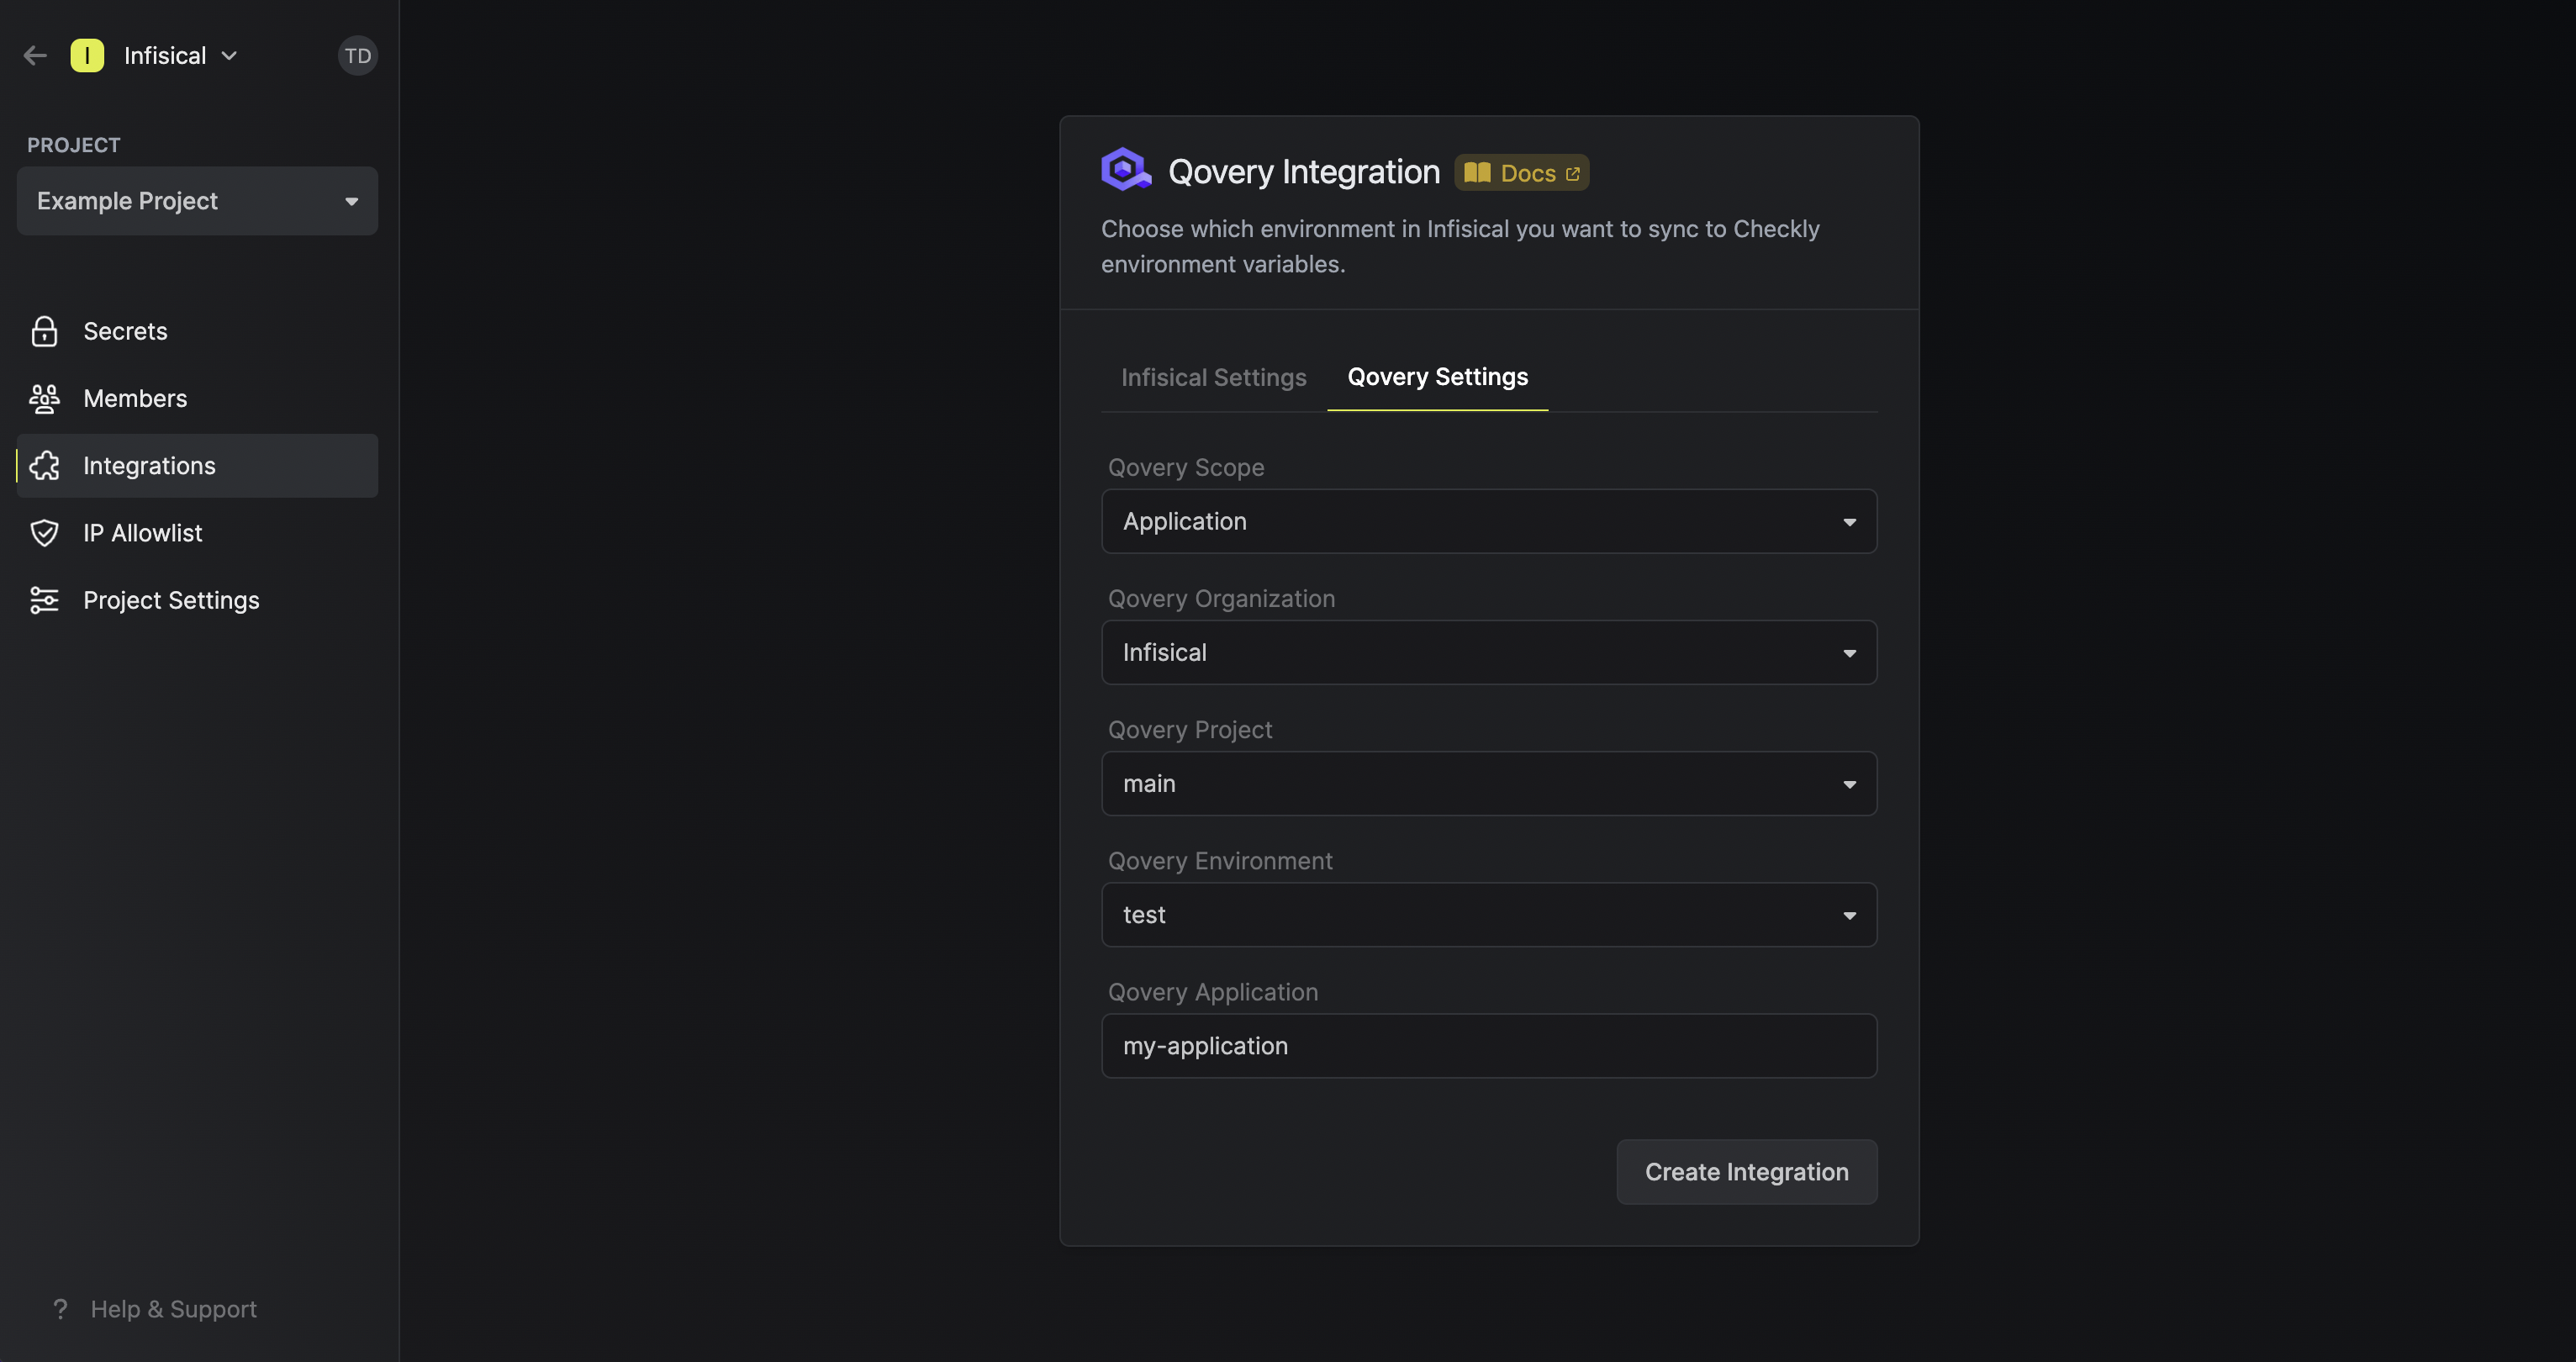 I Infisical TD
PROJECT
Example Project
Secrets
Members
Integrations
IP Allowlist
Project Settings
? Help & Support
Qovery Integration Docs
Choose which environment in Infisical you want to sync to Checkly
environment variables.
Infisical Settings Qovery Settings
Qovery Scope
Application
Qovery Organization
Infisical
Qovery Project
main
Qovery Environment
test
Qovery Application
my-application
Create Integration